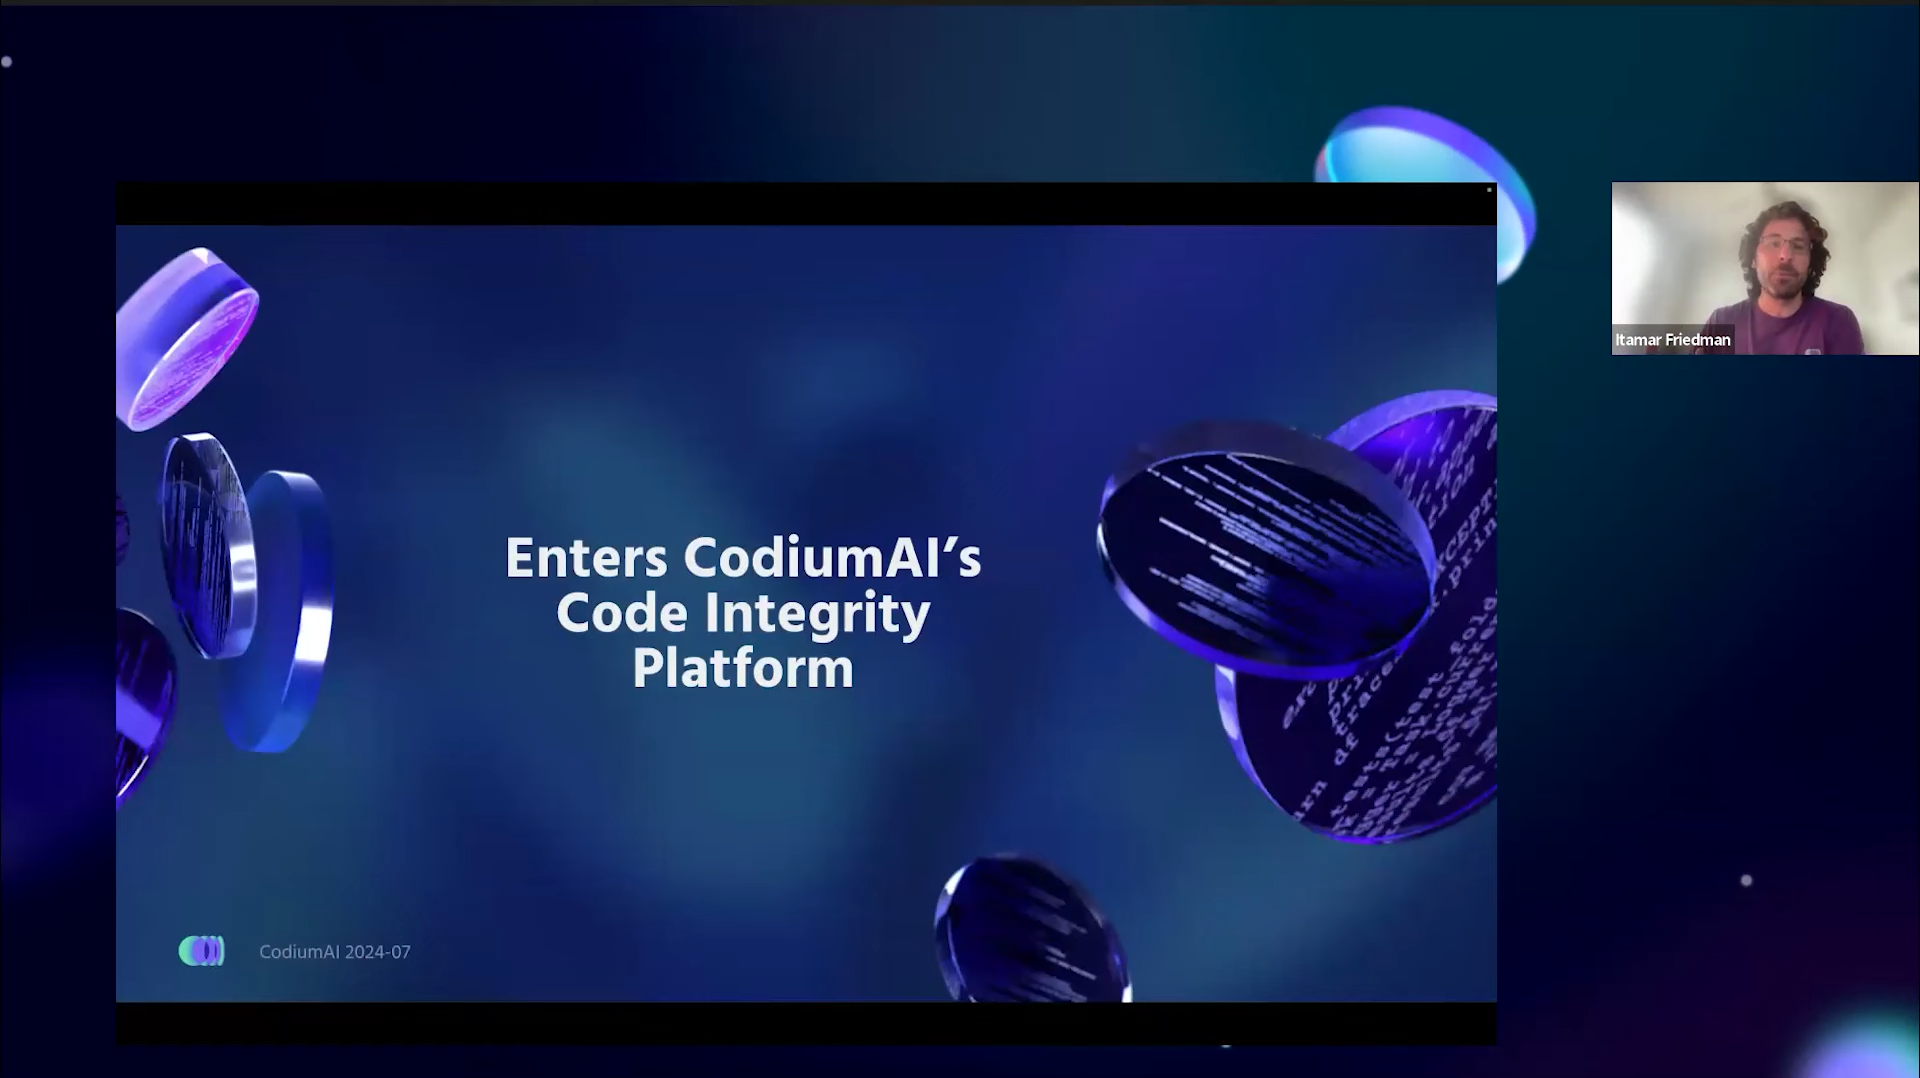 Enters CodiumAI’s
Code Integrity
Platform
CodiumAI 2024-07
Itamar Friedman